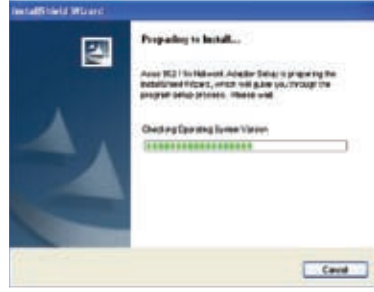 InstallShield Wizard
Preparing to Install...
802.11n Network Adapter Setup is preparing the
InstallShield Wizard, which will guide you through the
program setup process. Please wait.
Checking Operating System Version
Cancel